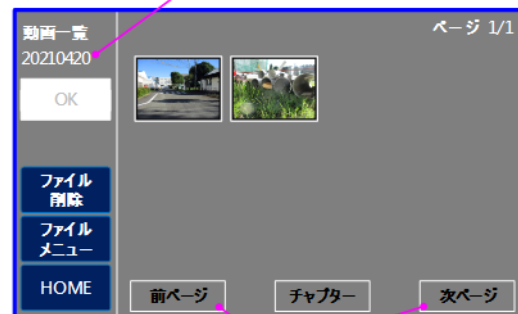 動画一覧
ページ 1/1
20210420
OK
ファイル
削除
ファイル
メニュー
HOME
前ページ
チャプター
次ページ